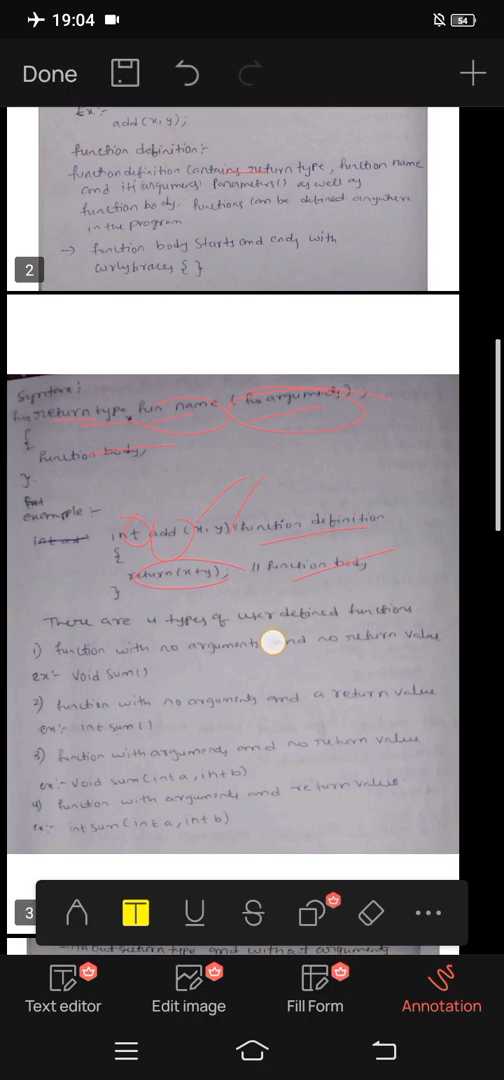 19:04
54
Done
Ex:-
add(x, y);
function definition:-
function definition contains return type, function name
and its (arguments) Parameters() as well as
function body. functions can be defined anywhere
in the program.
→ function body starts and ends with
curlybraces { }
2
Syntax:
return type fun name (fun arguments)
{
function body;
}
example:-
int add (x, y) // function definition
{
return(x+y); // function body
}
There are 4 types of user defined functions.
1) function with no arguments and no return value
ex:- void sum()
2) function with no arguments and a return value
ex:- int sum()
3) function with arguments and no return value
ex:- void sum(int a, int b)
4) function with arguments and return value.
ex:- int sum(int a, int b)
3
T
U
S
without return type and without arguments
Text editor
Edit image
Fill Form
Annotation